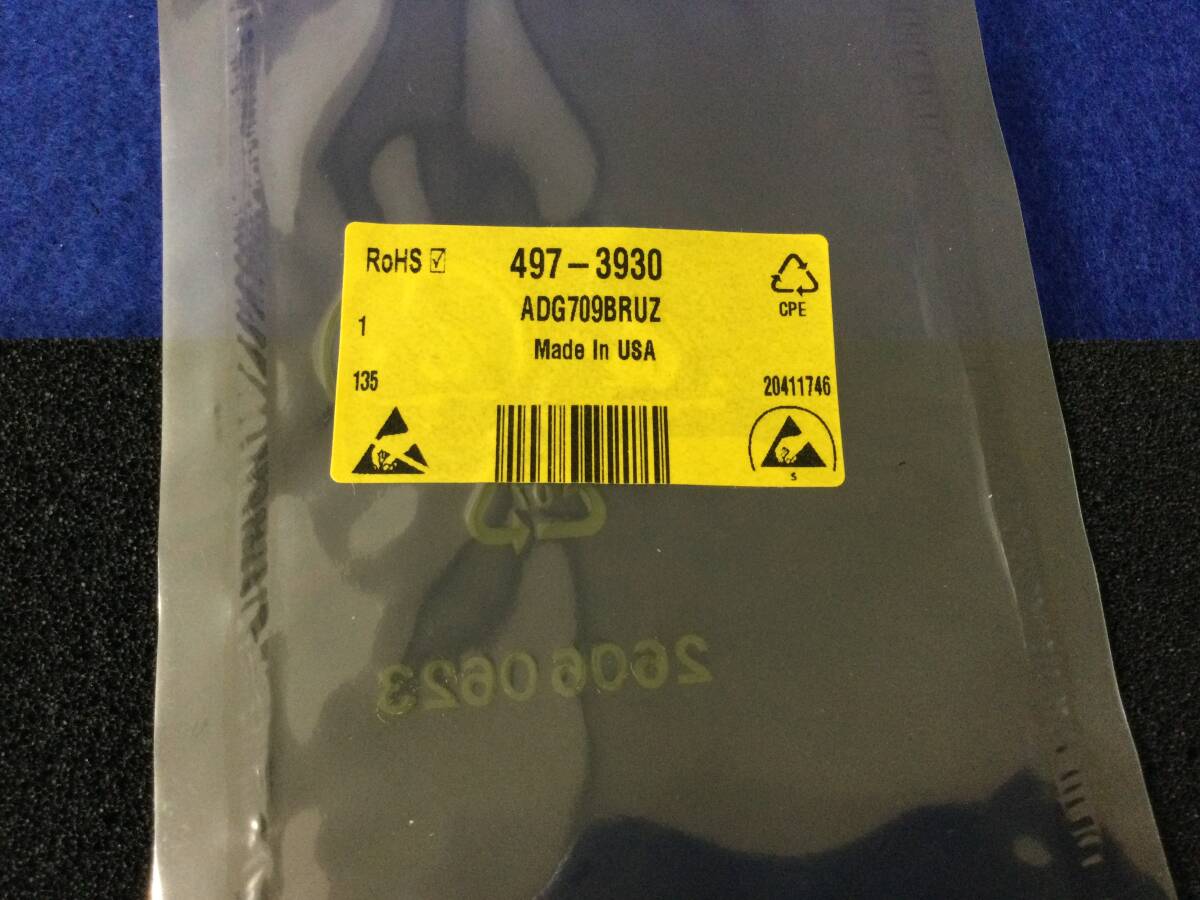 RoHS ☑
497-3930
ADG709BRUZ
Made In USA
CPE
1
135
20411746
S
2606 0623